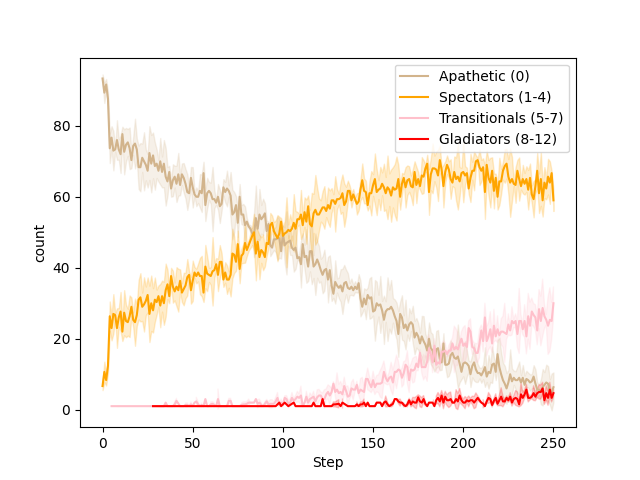 Apathetic (0)
Spectators (1-4)
Transitionals (5-7)
Gladiators (8-12)
80
60
40
20
0
count
0 50 100 150 200 250
Step